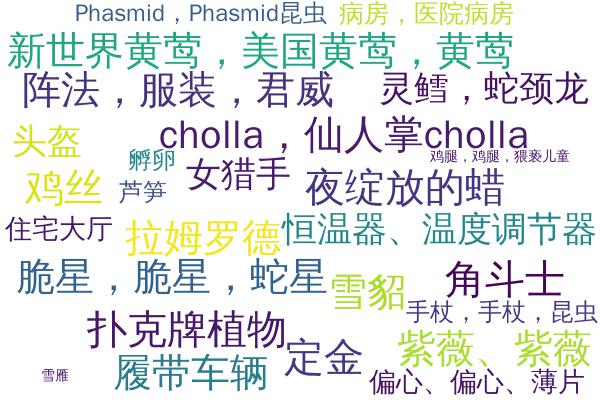 Phasmid，Phasmid昆虫
病房，医院病房
新世界黄莺，美国黄莺，黄莺
阵法，服装，君威
灵鳕，蛇颈龙
头盔
cholla，仙人掌cholla
鸡腿，鸡腿，猥亵儿童
孵卵
女猎手
鸡丝
芦笋
夜绽放的蜡
住宅大厅
拉姆罗德
恒温器、温度调节器
脆星，脆星，蛇星
雪貂
角斗士
手杖，手杖，昆虫
扑克牌植物
定金
紫薇、紫薇
履带车辆
雪雁
偏心、偏心、薄片